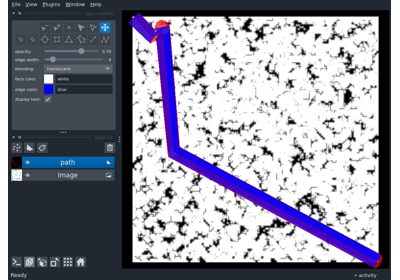 File View Plugins Window Help
opacity: 0.70
edge width: 4
blending: translucent
face color: white
edge color: blue
display text: ✓
path
Image
Ready
activity